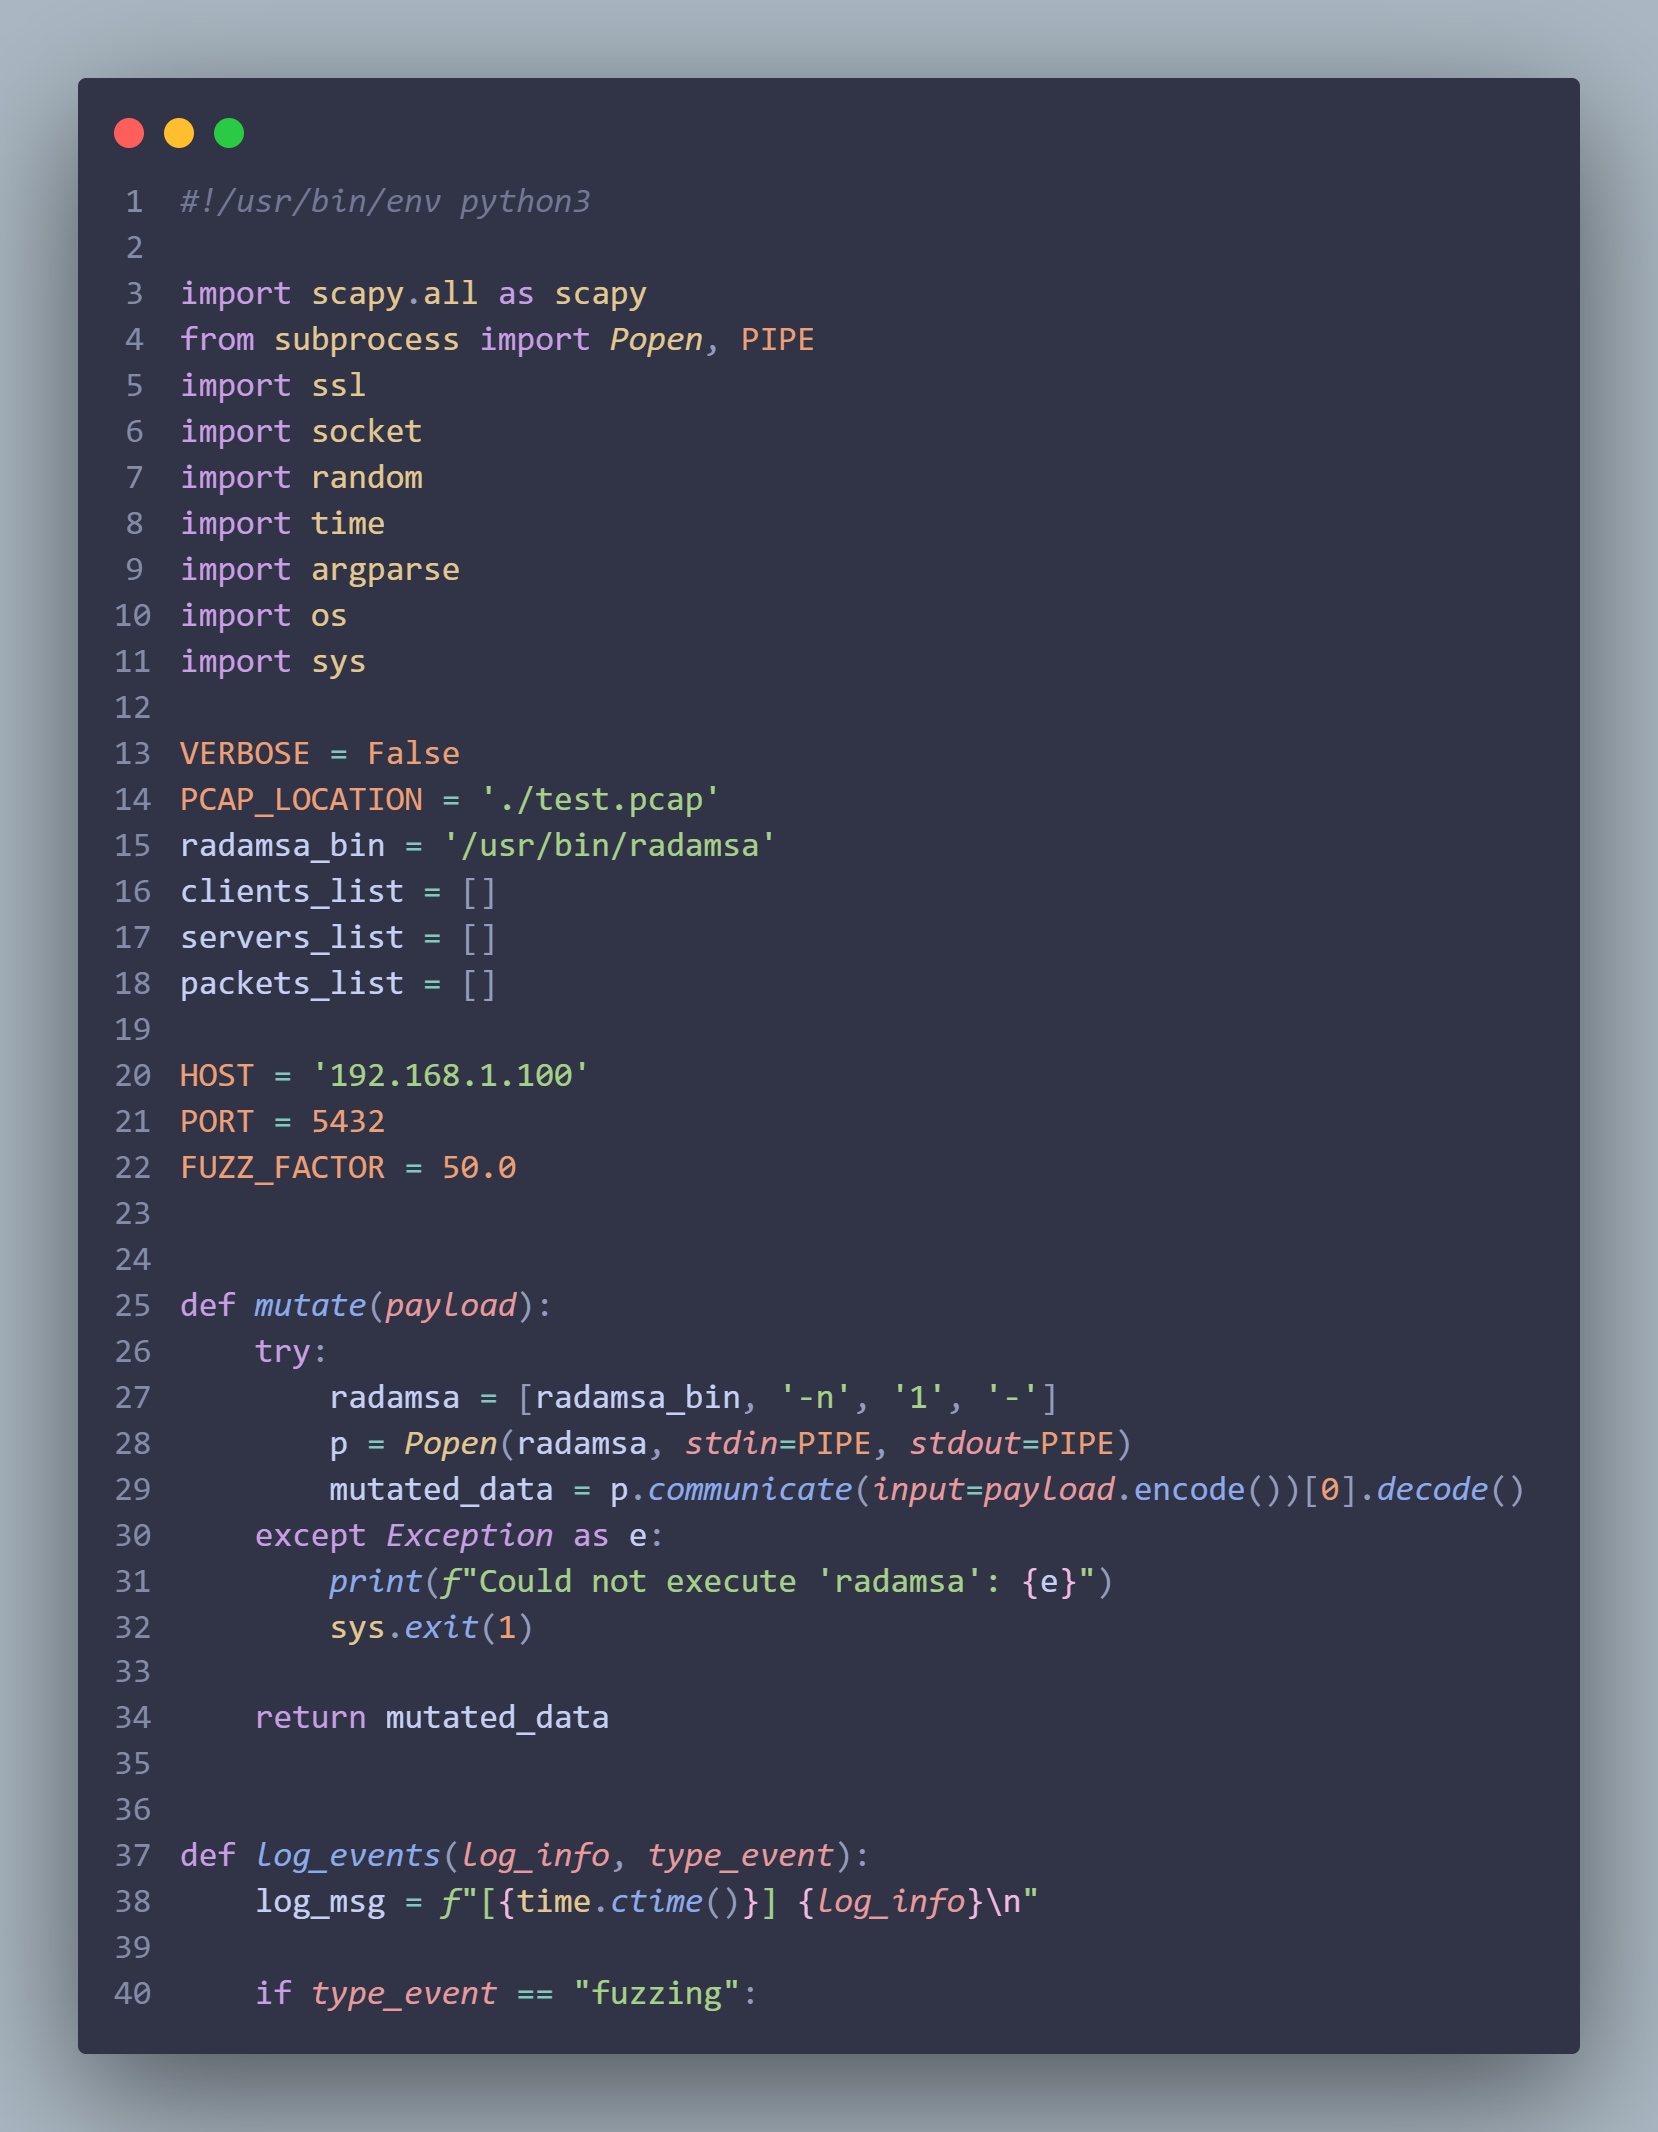 1 #!/usr/bin/env python3
2
3 import scapy.all as scapy
4 from subprocess import Popen, PIPE
5 import ssl
6 import socket
7 import random
8 import time
9 import argparse
10 import os
11 import sys
12
13 VERBOSE = False
14 PCAP_LOCATION = './test.pcap'
15 radamsa_bin = '/usr/bin/radamsa'
16 clients_list = []
17 servers_list = []
18 packets_list = []
19
20 HOST = '192.168.1.100'
21 PORT = 5432
22 FUZZ_FACTOR = 50.0
23
24
25 def mutate(payload):
26     try:
27         radamsa = [radamsa_bin, '-n', '1', '-']
28         p = Popen(radamsa, stdin=PIPE, stdout=PIPE)
29         mutated_data = p.communicate(input=payload.encode())[0].decode()
30     except Exception as e:
31         print(f"Could not execute 'radamsa': {e}")
32         sys.exit(1)
33
34     return mutated_data
35
36
37 def log_events(log_info, type_event):
38     log_msg = f"[{time.ctime()}] {log_info}\n"
39
40     if type_event == "fuzzing":